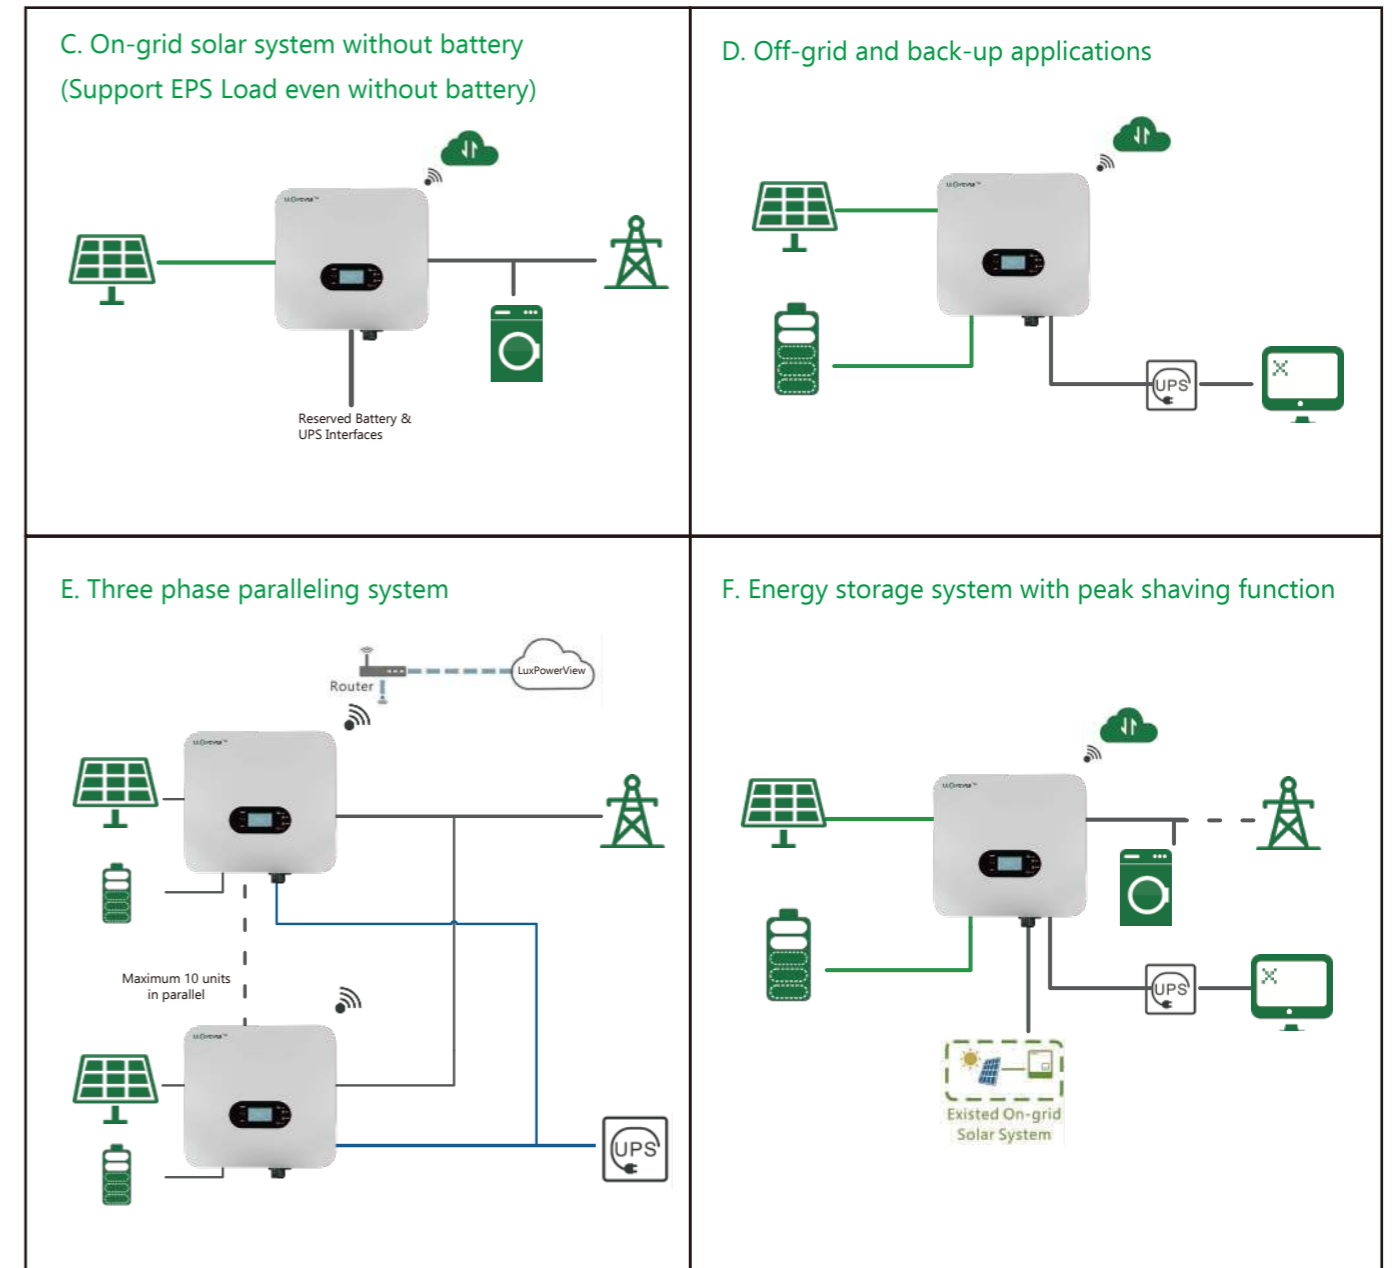 C. On-grid solar system without battery
(Support EPS Load even without battery)
Reserved Battery &
UPS Interfaces
D. Off-grid and back-up applications
UPS
E. Three phase paralleling system
LuxPowerView
Router
Maximum 10 units
in parallel
UPS
F. Energy storage system with peak shaving function
UPS
Existed On-grid
Solar System